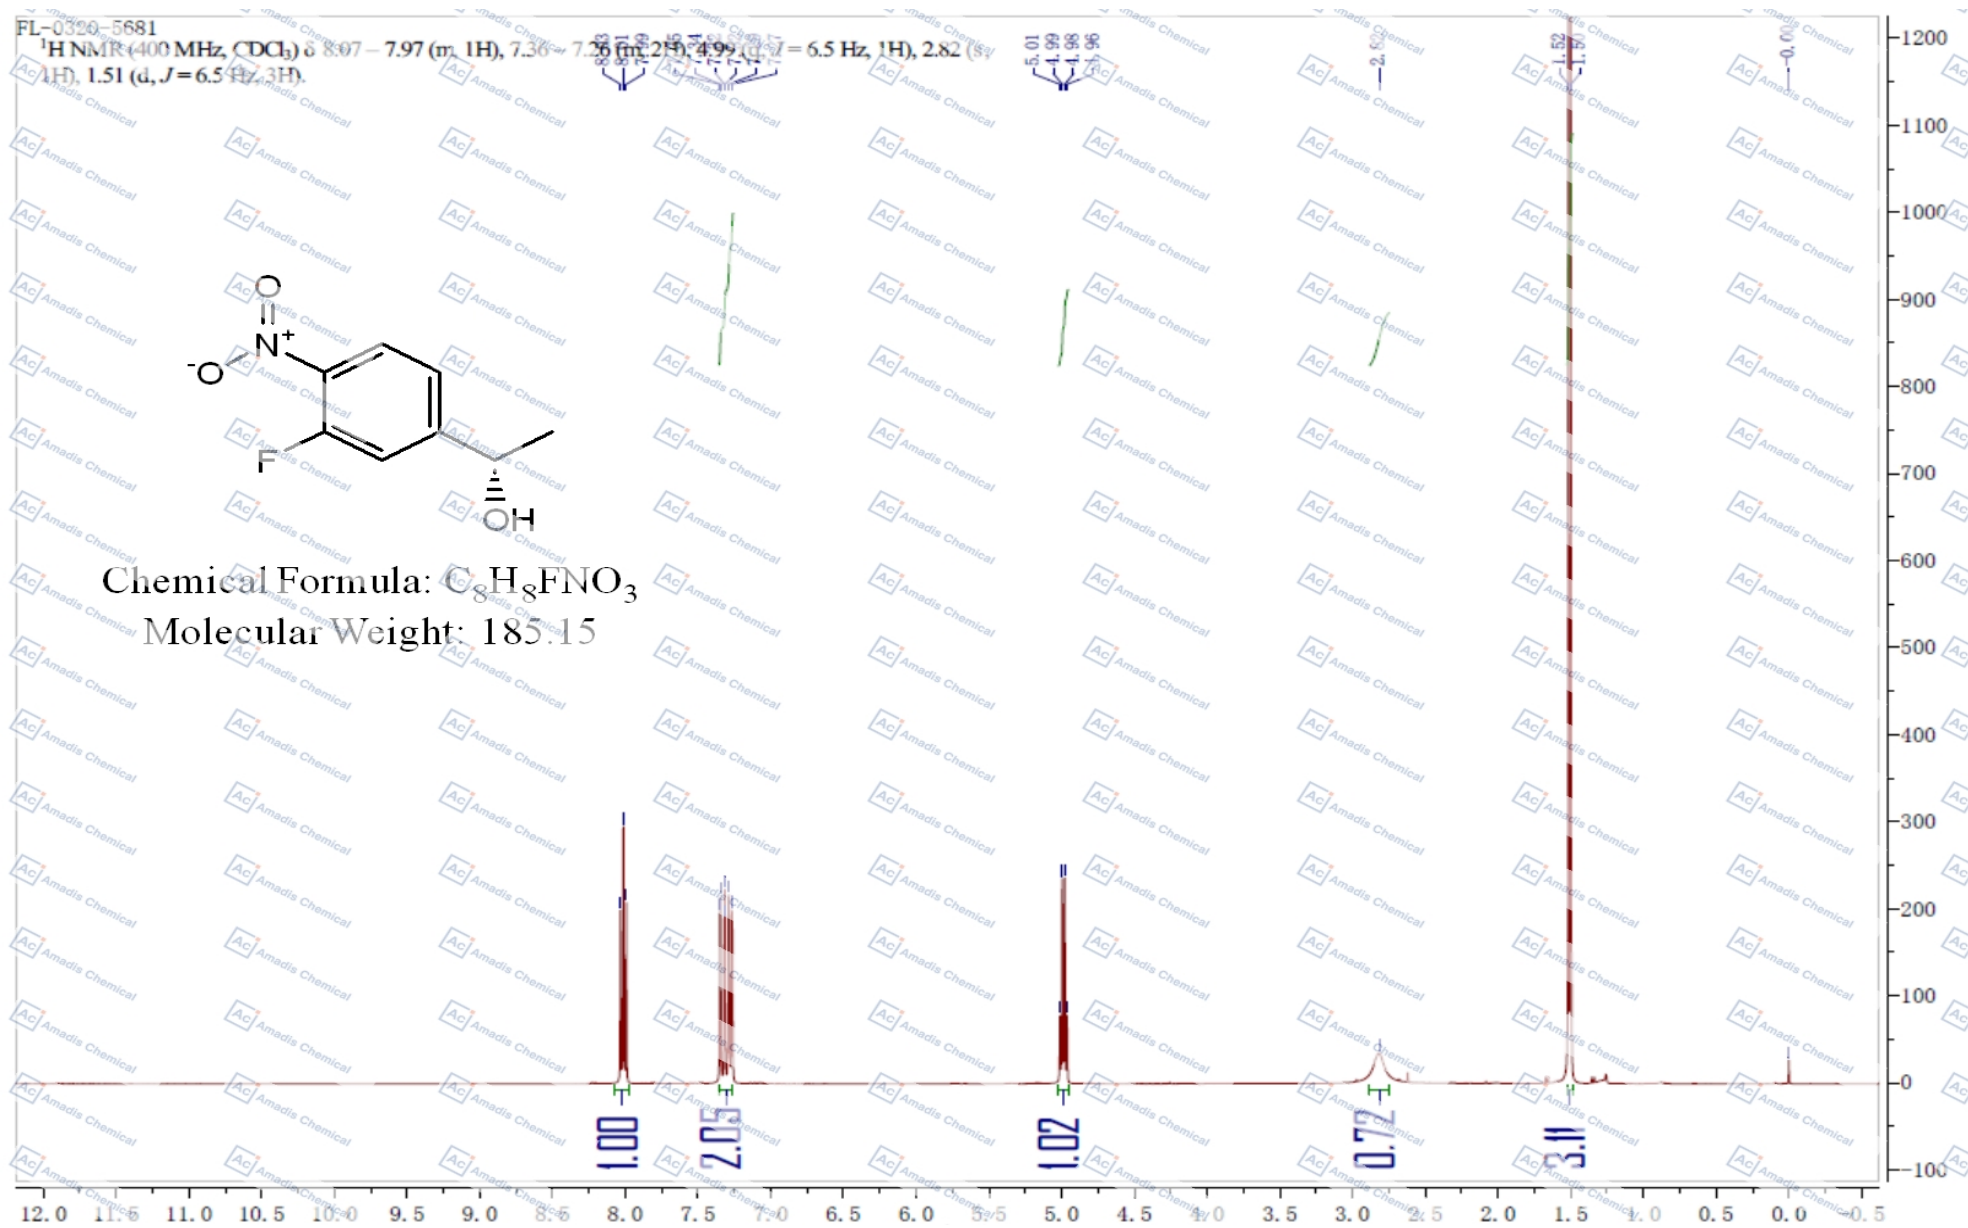 FL-0320-5681
¹H NMR (400 MHz, CDCl₃) δ 8.07 – 7.97 (m, 1H), 7.36 – 7.26 (m, 2H), 4.99 (q, J = 6.5 Hz, 1H), 2.82 (s,
1H), 1.51 (d, J = 6.5 Hz, 3H).
5.01
4.99
4.98
4.96
1.52
1.50
0.00
1200
1100
1000
900
800
700
600
500
400
300
200
100
0
-100
O
N⁺
⁻O
F
OH
Chemical Formula: C₈H₈FNO₃
Molecular Weight: 185.15
1.00
2.05
1.02
0.72
3.11
12.0 11.5 11.0 10.5 10.0 9.5 9.0 8.5 8.0 7.5 7.0 6.5 6.0 5.5 5.0 4.5 4.0 3.5 3.0 2.5 2.0 1.5 1.0 0.5 0.0 -0.5
Ac Amadis Chemical